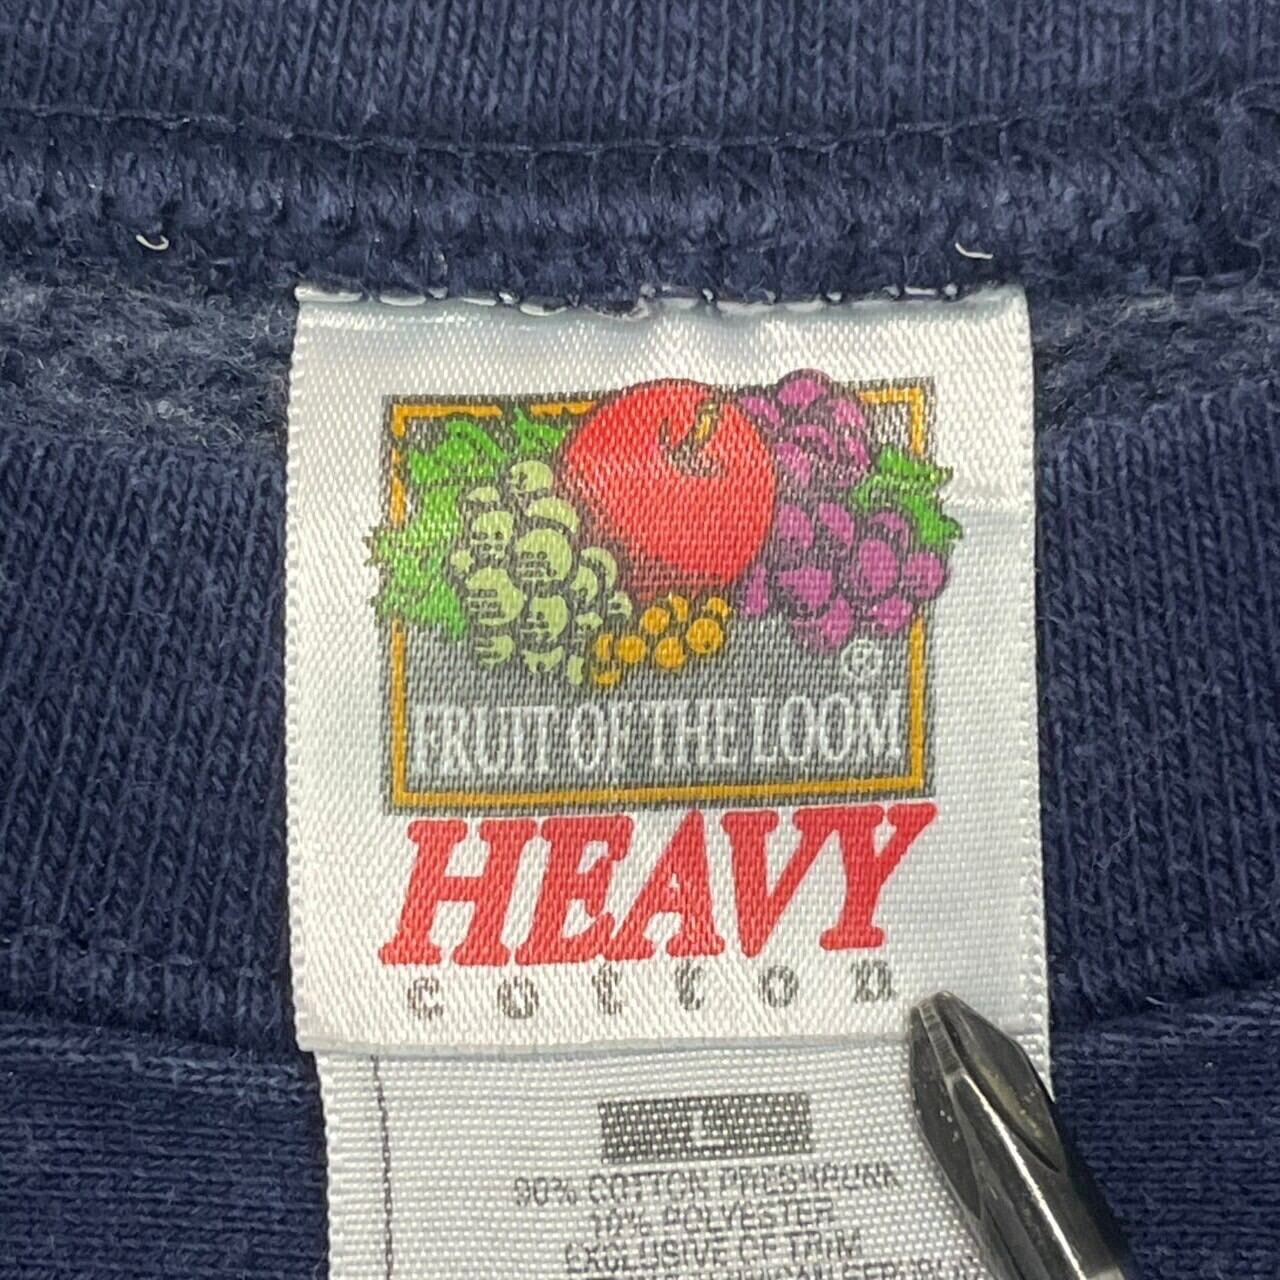 ®
FRUIT OF THE LOOM
HEAVY
cotton
L
90% COTTON PRESHRUNK
10% POLYESTER
EXCLUSIVE OF TRIM